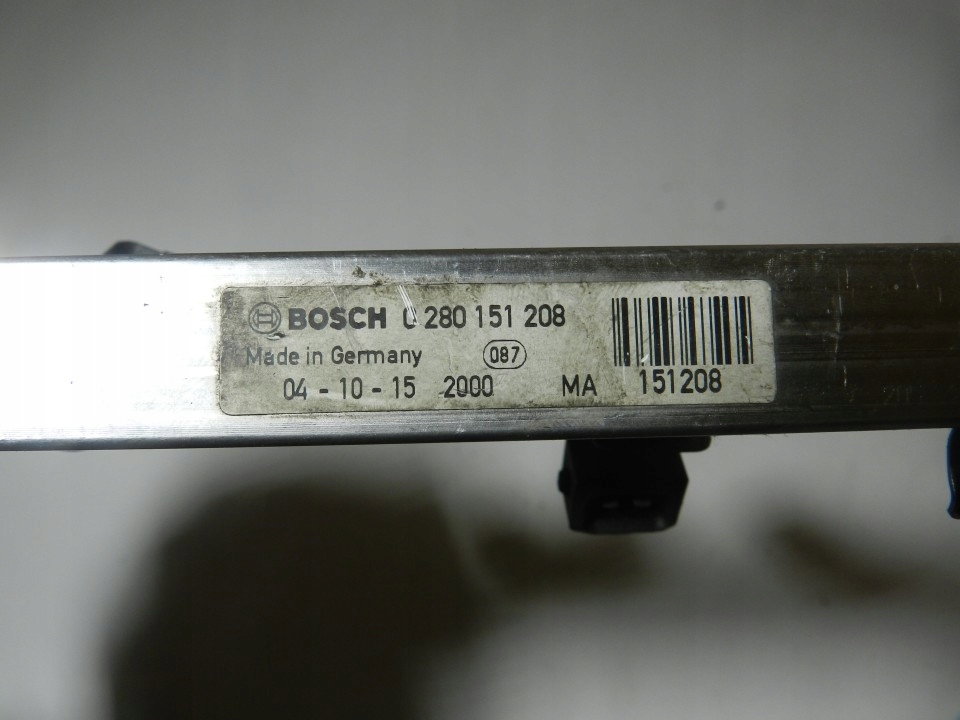 BOSCH 0 280 151 208
Made in Germany 087
04 - 10 - 15 2000 MA 151208